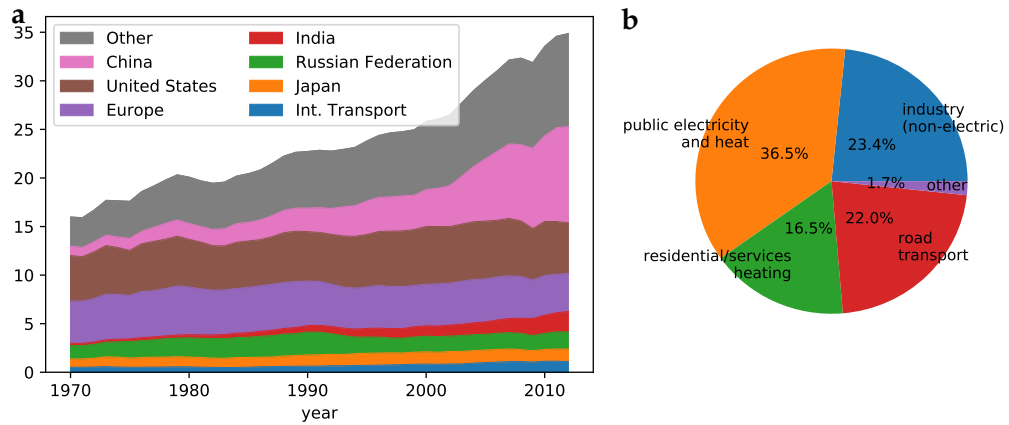 a
35
30
25
20
15
10
5
0
Other
China
United States
Europe
India
Russian Federation
Japan
Int. Transport
1970
1980
1990
2000
2010
year
b
industry
(non-electric)
23.4%
public electricity
and heat
36.5%
residential/services
heating
16.5%
road
transport
22.0%
other
1.7%